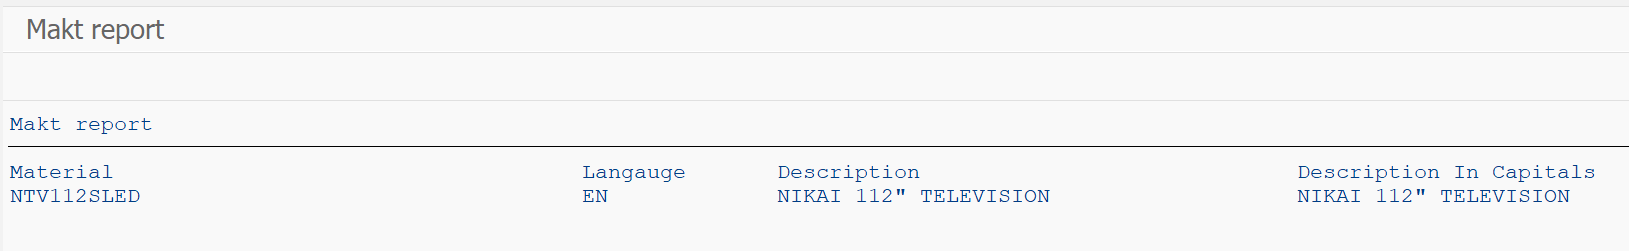 Makt report
Makt report
Material Langauge Description Description In Capitals
NTV112SLED EN NIKAI 112" TELEVISION NIKAI 112" TELEVISION